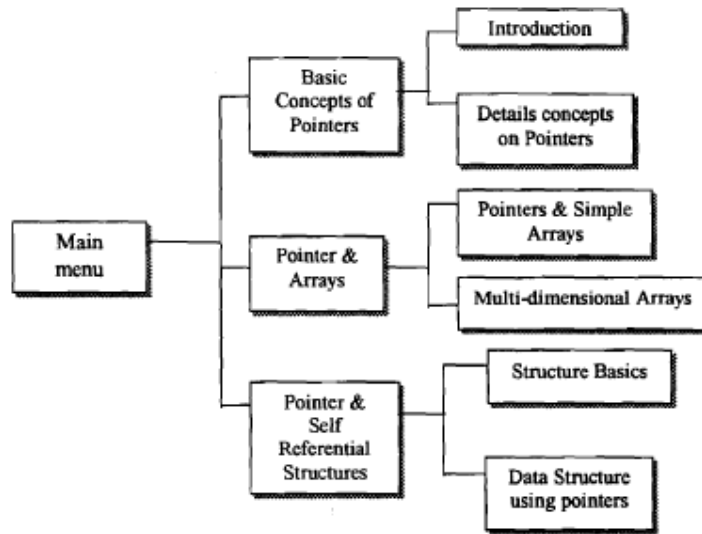 Main
menu
Basic
Concepts of
Pointers
Introduction
Details concepts
on Pointers
Pointer &
Arrays
Pointers & Simple
Arrays
Multi-dimensional Arrays
Pointer &
Self
Referential
Structures
Structure Basics
Data Structure
using pointers